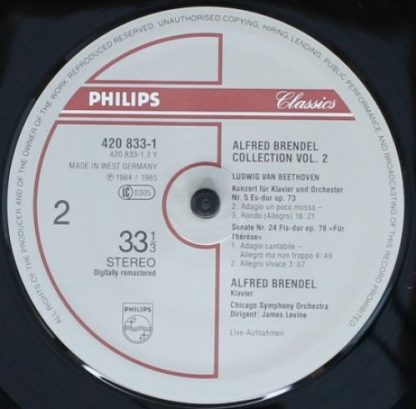 ALL RIGHTS OF THE PRODUCER AND OF THE OWNER OF THE WORK REPRODUCED RESERVED. UNAUTHORISED COPYING, HIRING, LENDING, PUBLIC PERFORMANCE AND BROADCASTING OF THIS RECORD PROHIBITED
PHILIPS
Classics
420 833-1
420 833-1.2 Y
MADE IN WEST GERMANY
℗ 1984 / 1985
LC 0305
2
33 1/3
STEREO
Digitally remastered
PHILIPS
ALFRED BRENDEL
COLLECTION VOL. 2
LUDWIG VAN BEETHOVEN
Konzert für Klavier und Orchester
Nr. 5 Es-dur op. 73
2. Adagio un poco mosso –
3. Rondo (Allegro) 18:21
Sonate Nr. 24 Fis-dur op. 78 »Für
Thérèse«
1. Adagio cantabile –
Allegro ma non troppo 4:49
2. Allegro vivace 3:07
ALFRED BRENDEL
Klavier
Chicago Symphony Orchestra
Dirigent: James Levine
Live-Aufnahmen